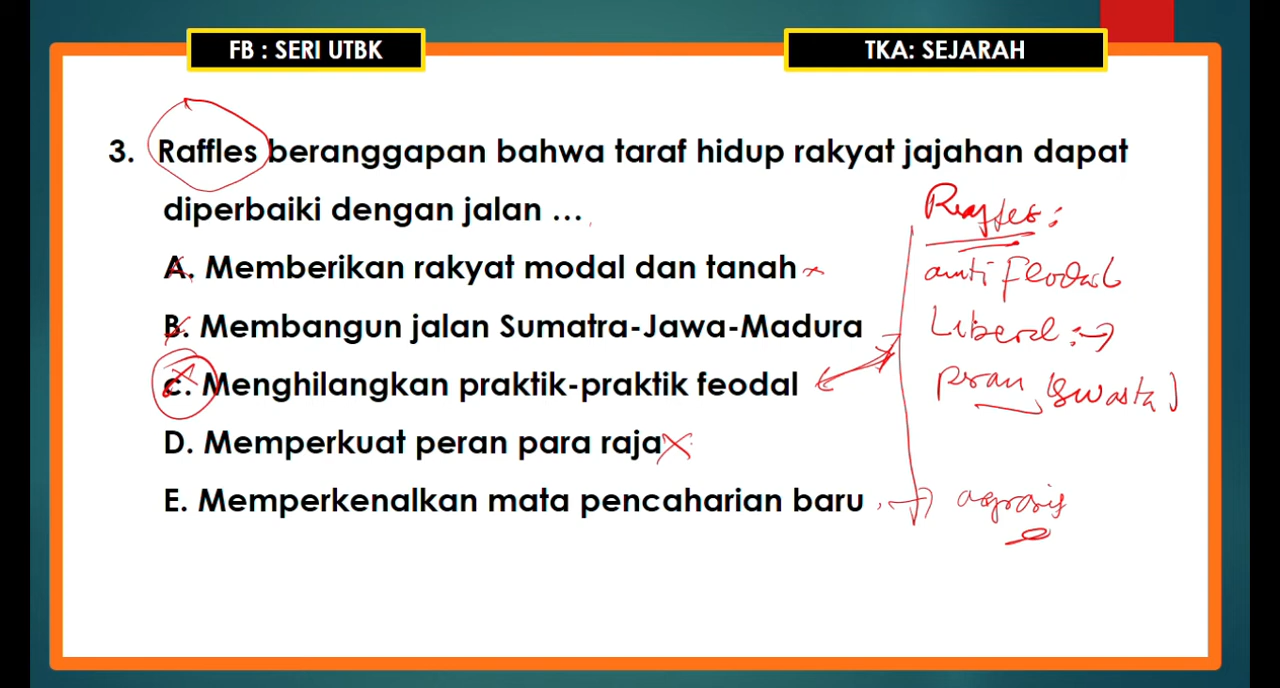 FB : SERI UTBK
TKA: SEJARAH
3. Raffles beranggapan bahwa taraf hidup rakyat jajahan dapat
diperbaiki dengan jalan ...
A. Memberikan rakyat modal dan tanah
B. Membangun jalan Sumatra-Jawa-Madura
C. Menghilangkan praktik-praktik feodal
D. Memperkuat peran para raja
E. Memperkenalkan mata pencaharian baru
Raffles :
anti Feodal
Liberal : →
peran (swasta)
→ agraris